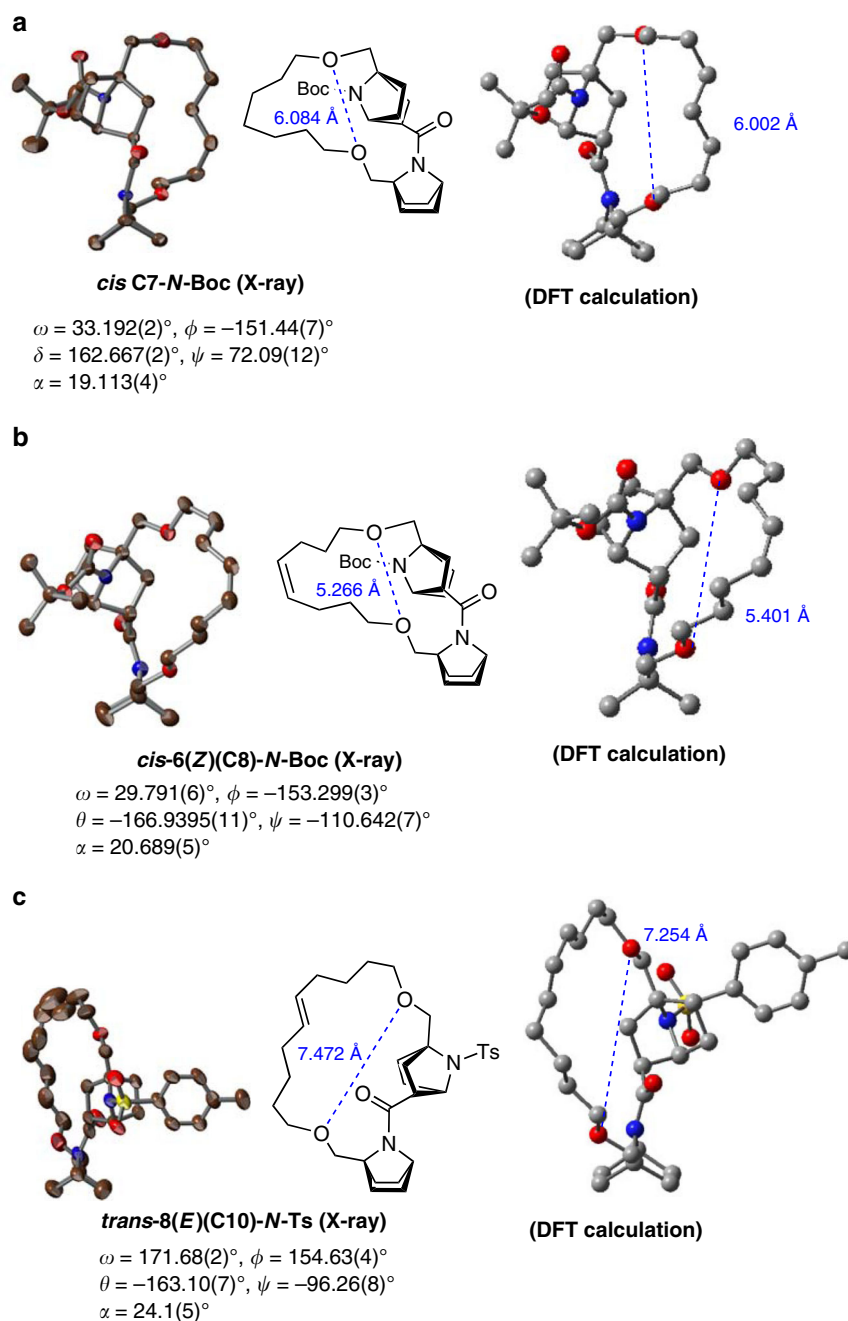 a
O
Boc
N
6.084 Å
O
O
N
6.002 Å
cis C7-N-Boc (X-ray)
(DFT calculation)
ω = 33.192(2)°, ϕ = –151.44(7)°
δ = 162.667(2)°, ψ = 72.09(12)°
α = 19.113(4)°
b
O
Boc
N
5.266 Å
O
O
N
5.401 Å
cis-6(Z)(C8)-N-Boc (X-ray)
(DFT calculation)
ω = 29.791(6)°, ϕ = –153.299(3)°
θ = –166.9395(11)°, ψ = –110.642(7)°
α = 20.689(5)°
c
7.254 Å
O
7.472 Å
N
Ts
O
O
N
trans-8(E)(C10)-N-Ts (X-ray)
(DFT calculation)
ω = 171.68(2)°, ϕ = 154.63(4)°
θ = –163.10(7)°, ψ = –96.26(8)°
α = 24.1(5)°